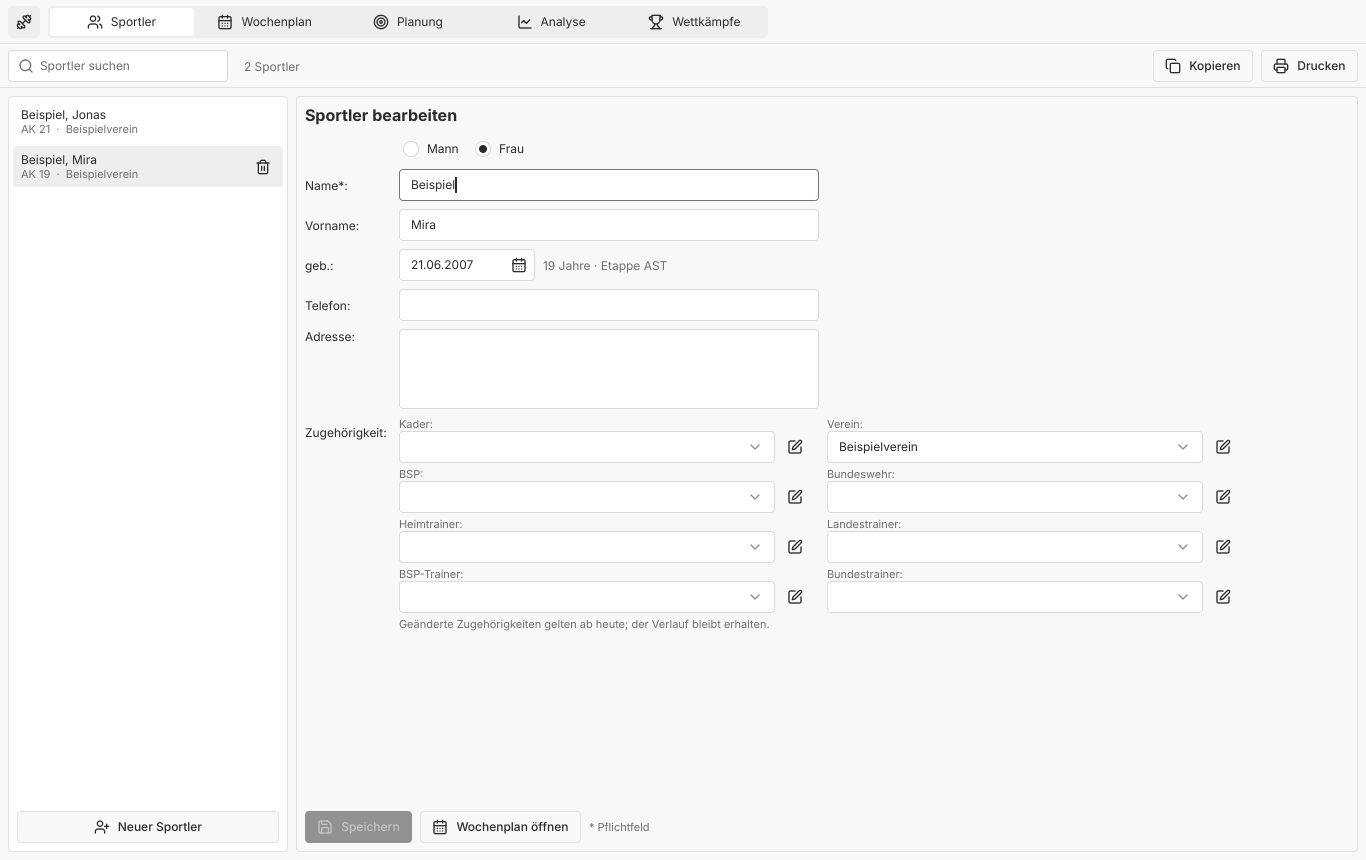 Sportler
Wochenplan
Planung
Analyse
Wettkämpfe
Sportler suchen
2 Sportler
Kopieren
Drucken
Beispiel, Jonas
AK 21 · Beispielverein
Beispiel, Mira
AK 19 · Beispielverein
Neuer Sportler
Sportler bearbeiten
Mann
Frau
Name*:
Beispiel
Vorname:
Mira
geb.:
21.06.2007
19 Jahre · Etappe AST
Telefon:
Adresse:
Zugehörigkeit:
Kader:
Verein:
Beispielverein
BSP:
Bundeswehr:
Heimtrainer:
Landestrainer:
BSP-Trainer:
Bundestrainer:
Geänderte Zugehörigkeiten gelten ab heute; der Verlauf bleibt erhalten.
Speichern
Wochenplan öffnen
* Pflichtfeld